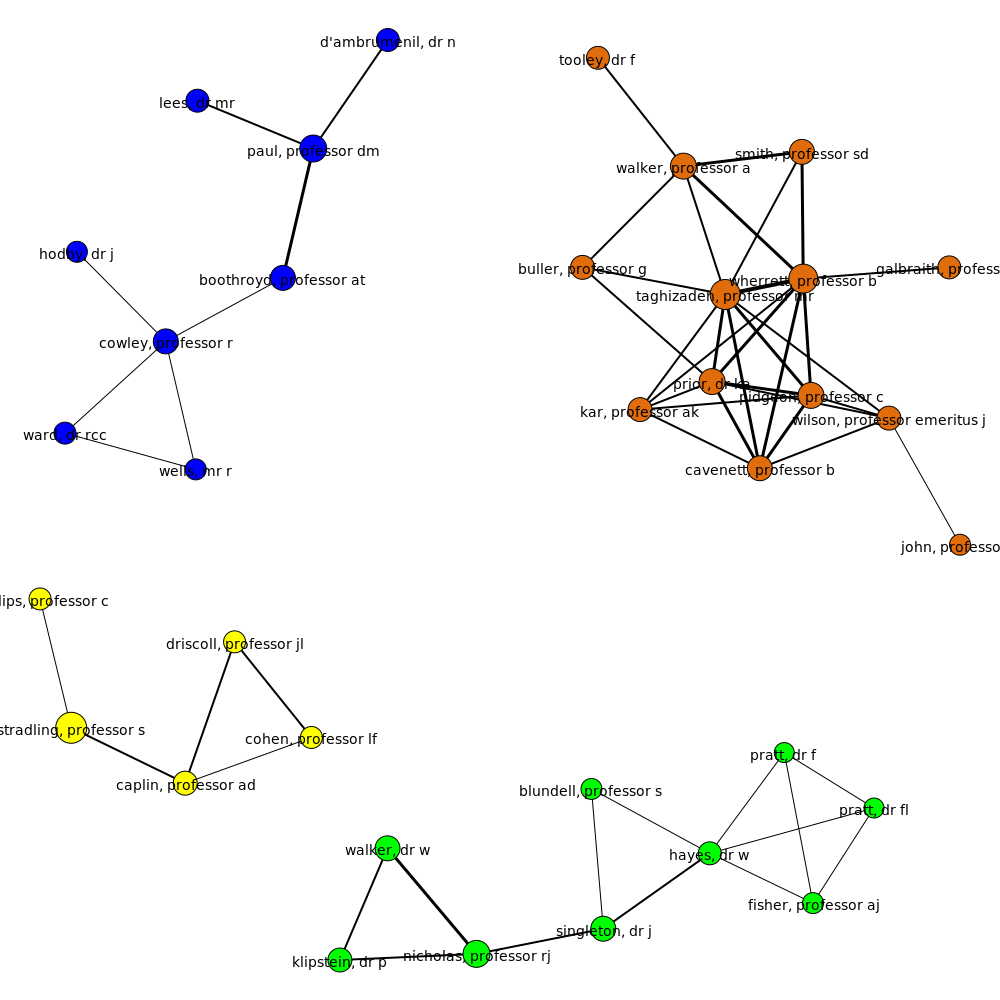 d'ambrumenil, dr n
tooley, dr f
lees, dr mr
paul, professor dm
smith, professor sd
walker, professor a
hodby, dr j
boothroyd, professor at
buller, professor g
galbraith, profess
wherrett, professor b
taghizadeh, professor mr
cowley, professor r
prior, dr ka
pidgeon, professor c
kar, professor ak
wilson, professor emeritus j
ward, dr rcc
wells, mr r
cavenett, professor b
john, professo
lips, professor c
driscoll, professor jl
stradling, professor s
cohen, professor lf
caplin, professor ad
pratt, dr f
blundell, professor s
pratt, dr fl
walker, dr w
hayes, dr w
fisher, professor aj
singleton, dr j
nicholas, professor rj
klipstein, dr p